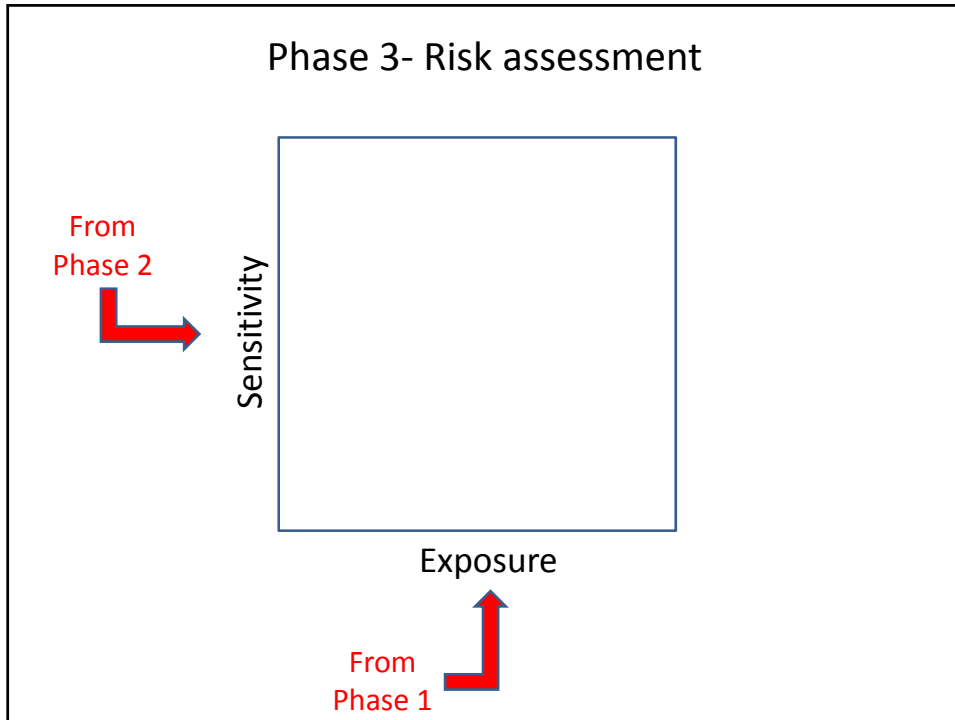 Phase 3- Risk assessment
From
Phase 2
Sensitivity
Exposure
From
Phase 1